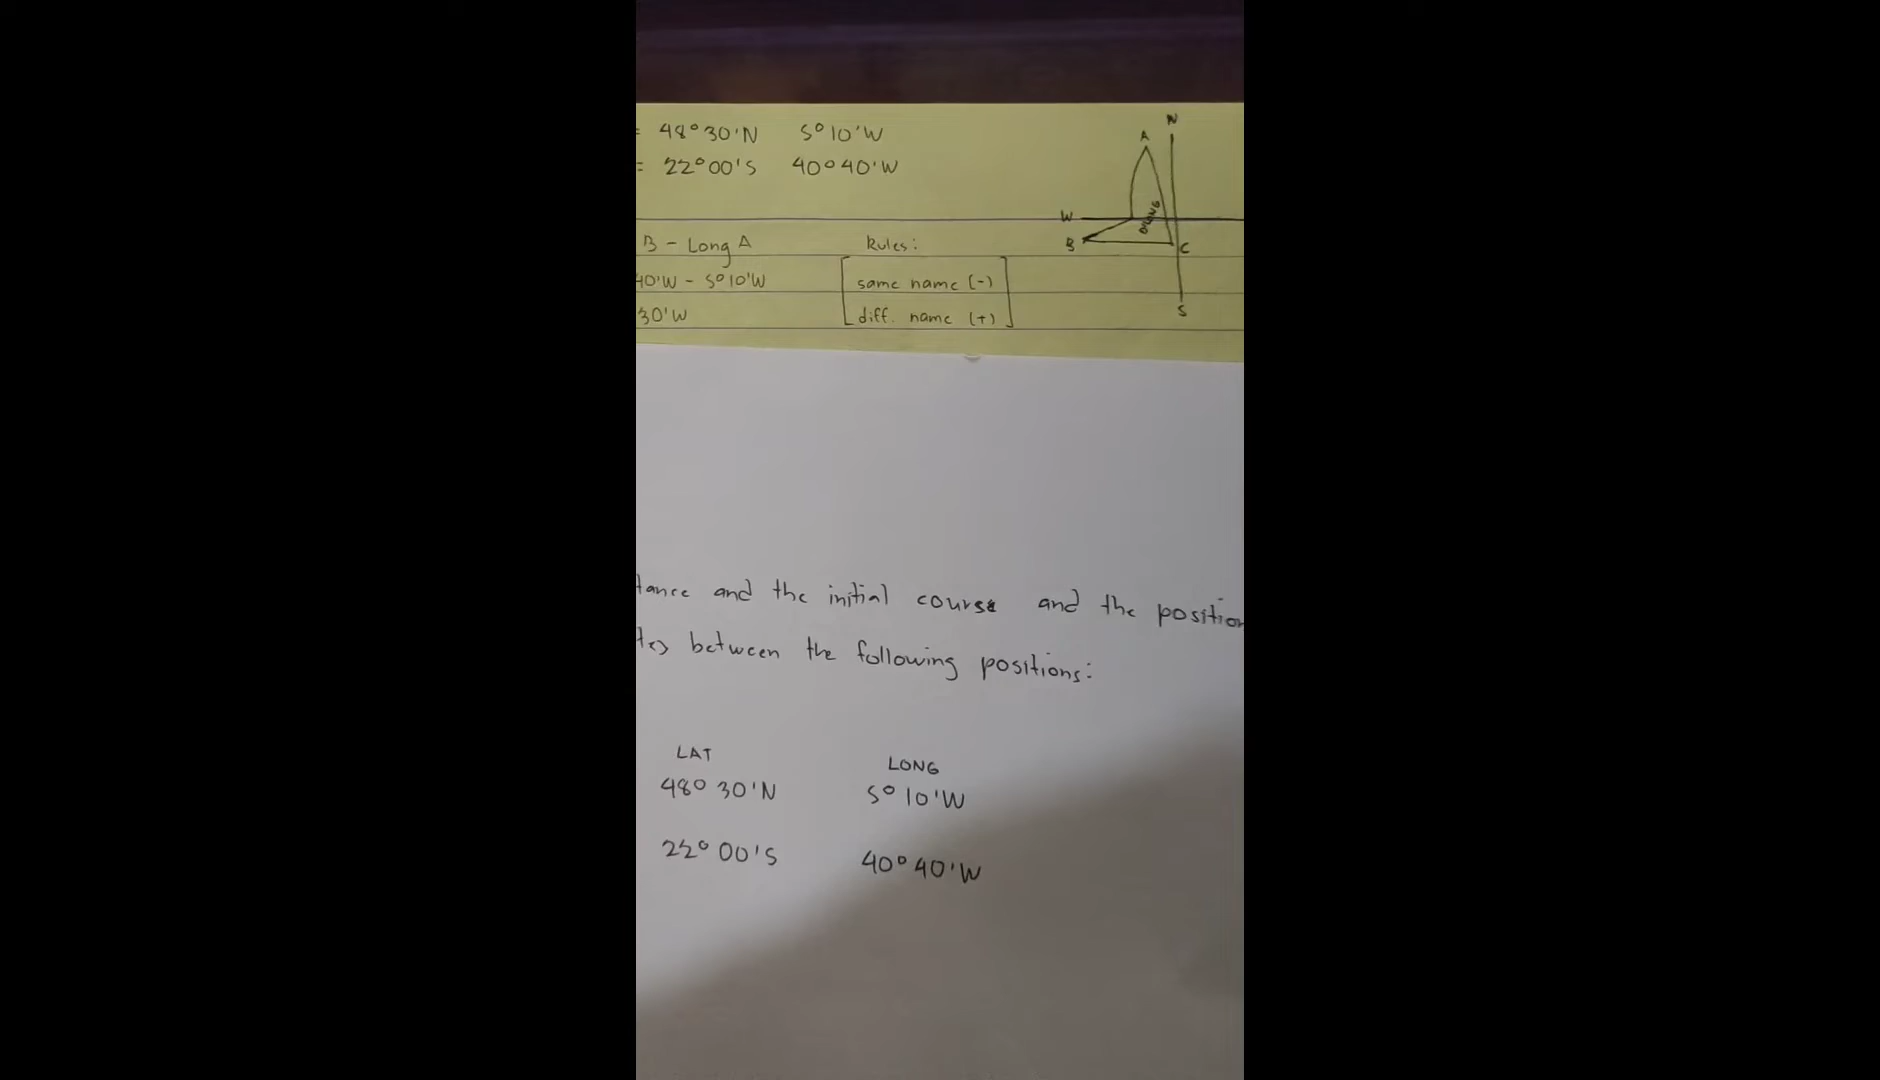 = 48°30'N 5°10'W
= 22°00'S 40°40'W
N
A
W
DLONG
B
C
S
B - Long A
40'W - 5°10'W
30'W
Rules:
same name (-)
diff. name (+)
tance and the initial course and the position
between the following positions:
LAT LONG
48° 30'N 5° 10'W
22° 00'S 40° 40'W